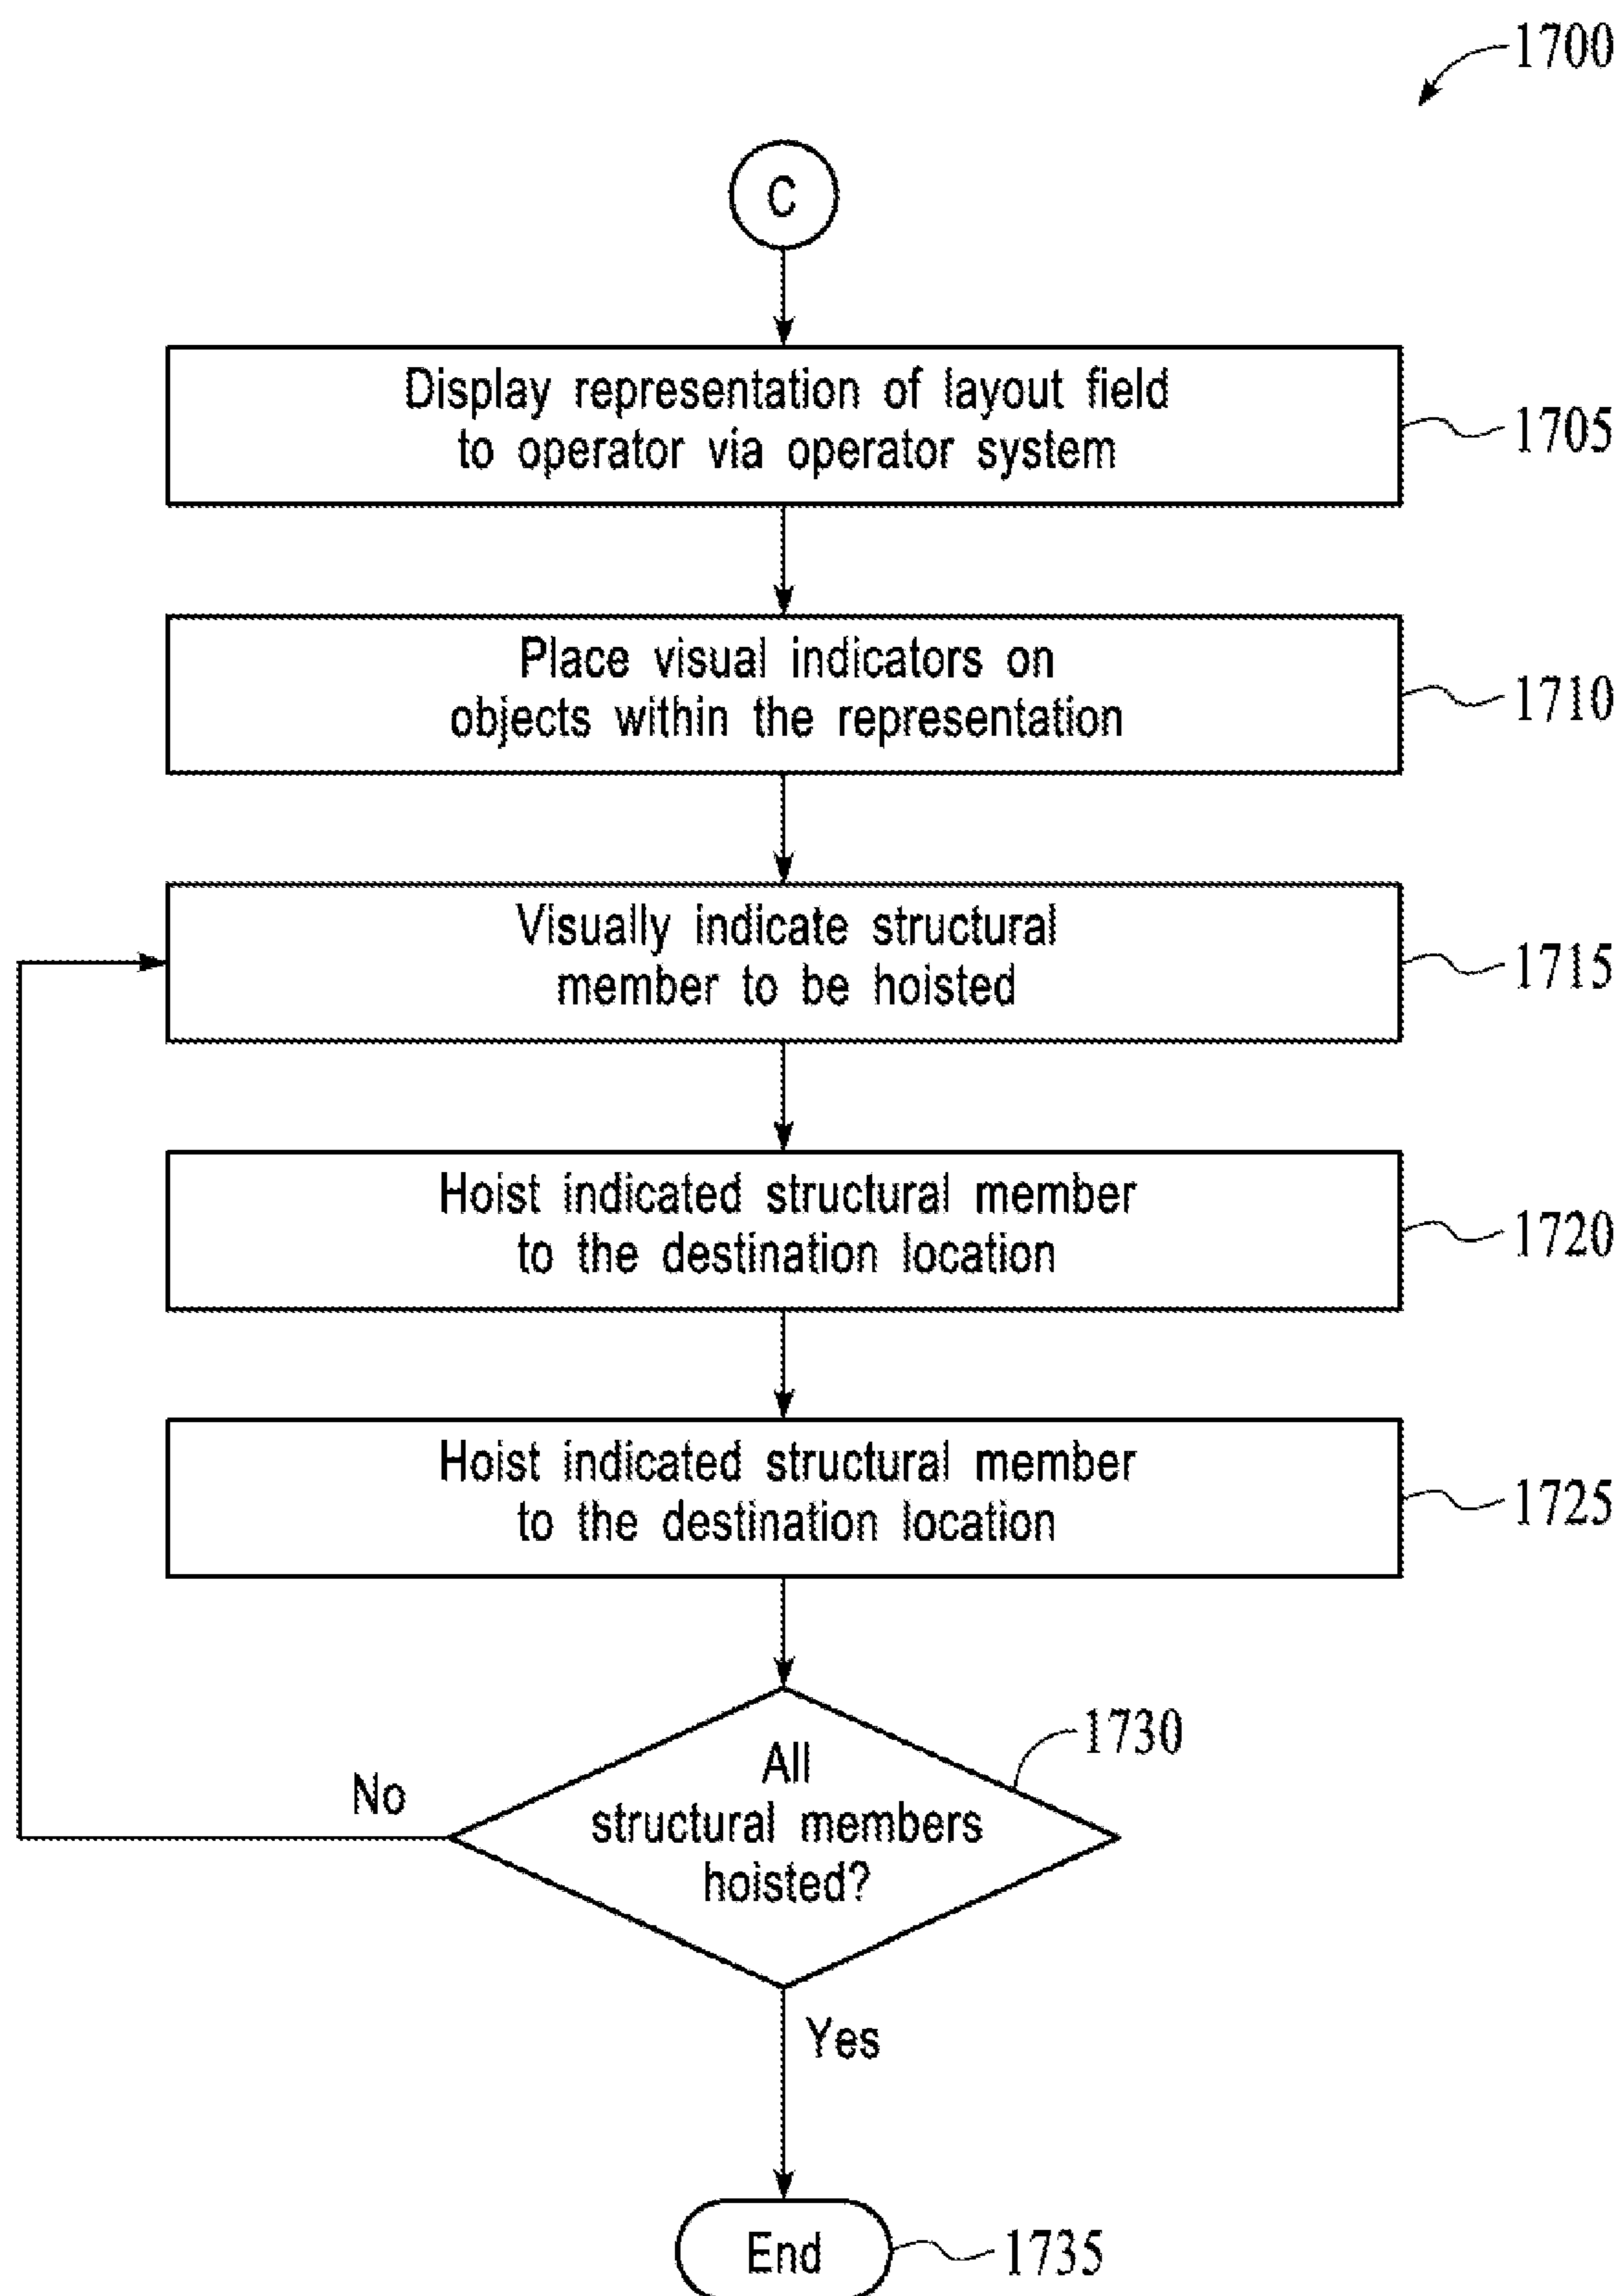 1700
C
Display representation of layout field
to operator via operator system
1705
Place visual indicators on
objects within the representation
1710
Visually indicate structural
member to be hoisted
1715
Hoist indicated structural member
to the destination location
1720
Hoist indicated structural member
to the destination location
1725
All
structural members
hoisted?
1730
No
Yes
End
1735